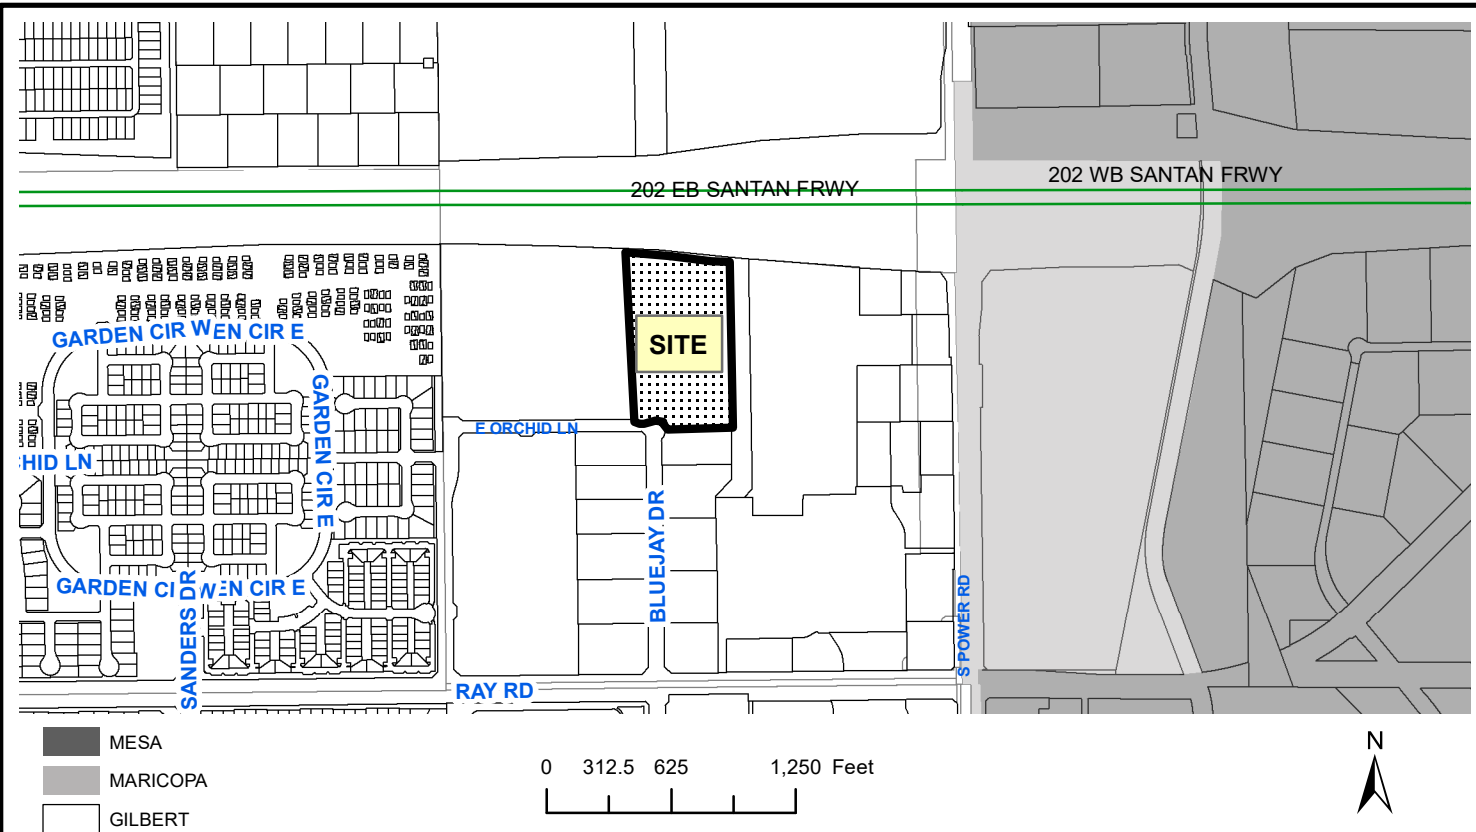 202 EB SANTAN FRWY
202 WB SANTAN FRWY
GARDEN CIR W
EN CIR E
SITE
GARDEN CIR E
E ORCHID LN
HID LN
BLUEJAY DR
GARDEN CI
W
EN CIR E
SANDERS DR
S POWER RD
RAY RD
MESA
MARICOPA
GILBERT
0 312.5 625 1,250 Feet
N